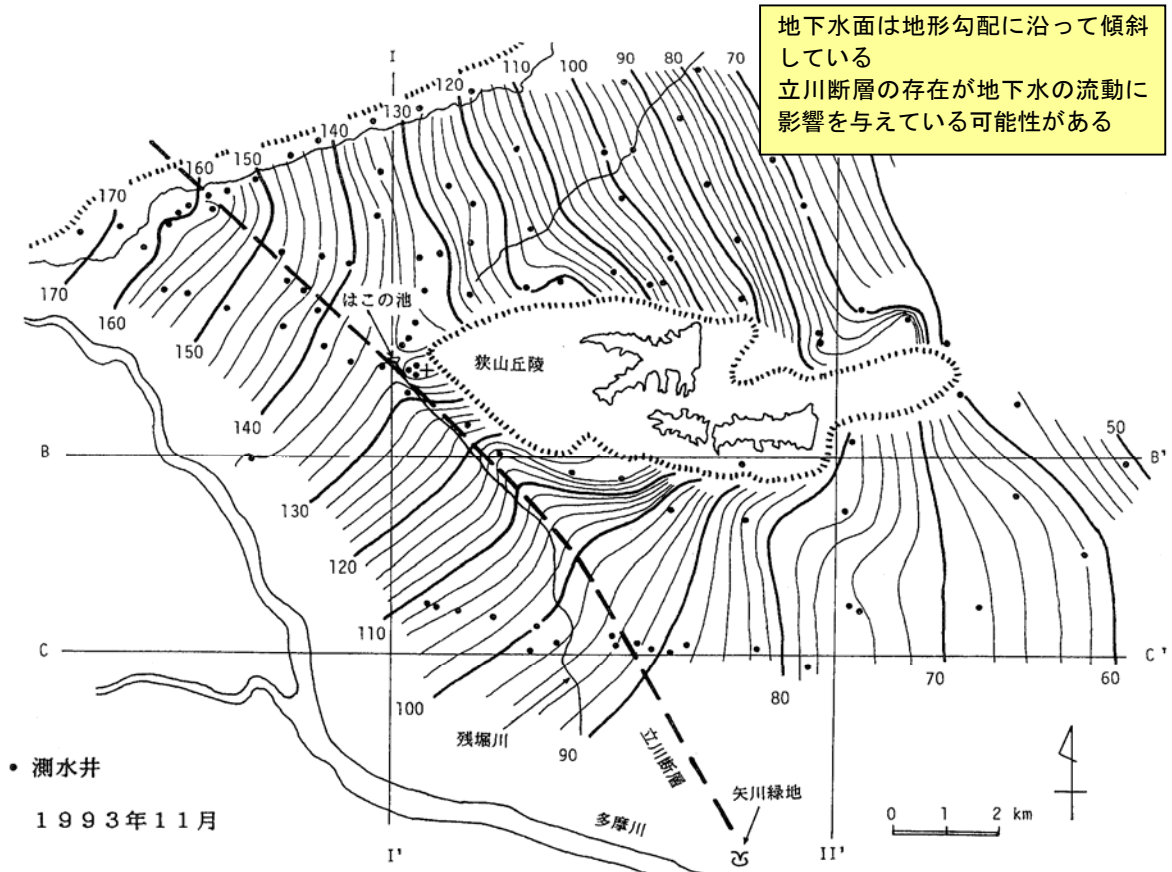 地下水面は地形勾配に沿って傾斜
している
立川断層の存在が地下水の流動に
影響を与えている可能性がある
I
90
80
70
100
110
120
130
140
150
160
170
170
160
150
140
130
120
110
100
90
80
70
60
50
はこの池
狭山丘陵
B
B'
C
C'
残堀川
立川断層
矢川緑地
多摩川
• 測水井
1993年11月
0 1 2 km
I'
II'